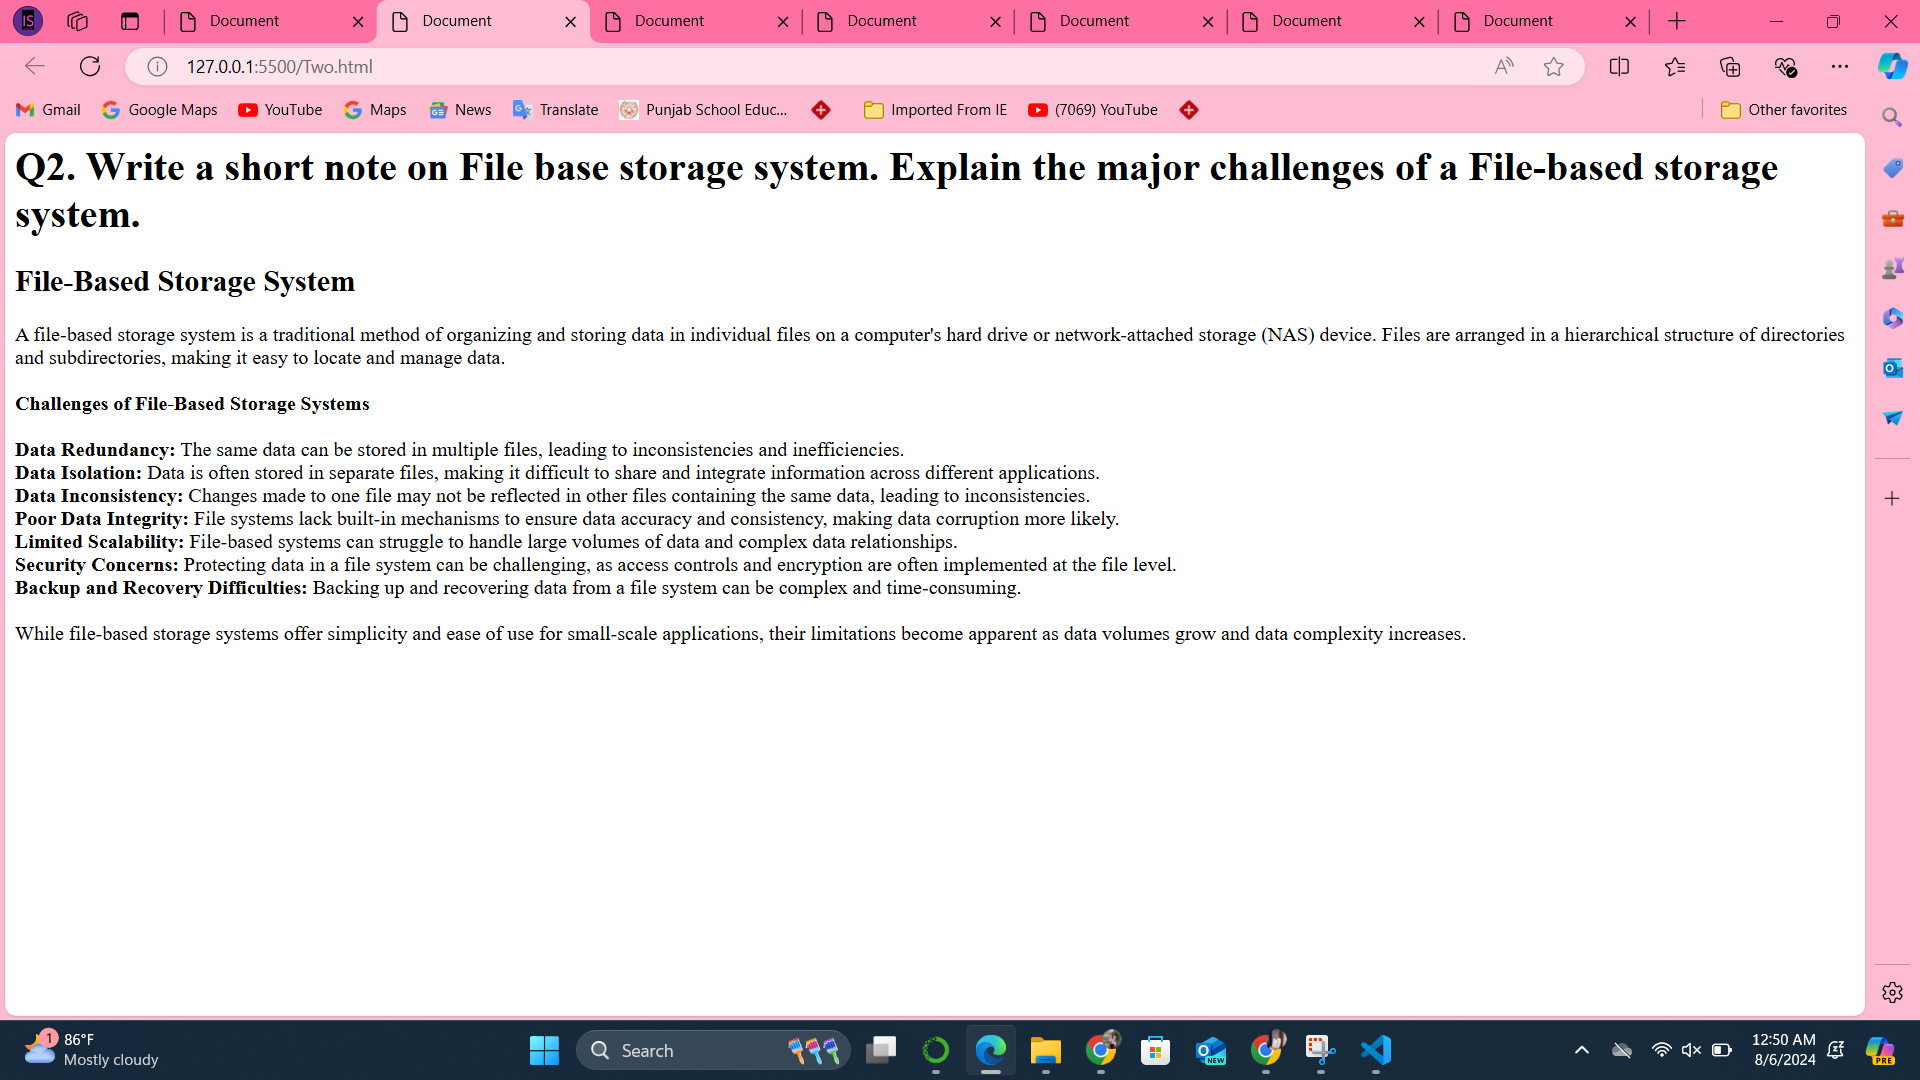 Document Document Document Document Document Document Document
127.0.0.1:5500/Two.html
Gmail Google Maps YouTube Maps News Translate Punjab School Educ... Imported From IE (7069) YouTube Other favorites
Q2. Write a short note on File base storage system. Explain the major challenges of a File-based storage
system.
File-Based Storage System
A file-based storage system is a traditional method of organizing and storing data in individual files on a computer's hard drive or network-attached storage (NAS) device. Files are arranged in a hierarchical structure of directories
and subdirectories, making it easy to locate and manage data.
Challenges of File-Based Storage Systems
Data Redundancy: The same data can be stored in multiple files, leading to inconsistencies and inefficiencies.
Data Isolation: Data is often stored in separate files, making it difficult to share and integrate information across different applications.
Data Inconsistency: Changes made to one file may not be reflected in other files containing the same data, leading to inconsistencies.
Poor Data Integrity: File systems lack built-in mechanisms to ensure data accuracy and consistency, making data corruption more likely.
Limited Scalability: File-based systems can struggle to handle large volumes of data and complex data relationships.
Security Concerns: Protecting data in a file system can be challenging, as access controls and encryption are often implemented at the file level.
Backup and Recovery Difficulties: Backing up and recovering data from a file system can be complex and time-consuming.
While file-based storage systems offer simplicity and ease of use for small-scale applications, their limitations become apparent as data volumes grow and data complexity increases.
1 86°F
Mostly cloudy
Search
NEW
12:50 AM
8/6/2024
PRE